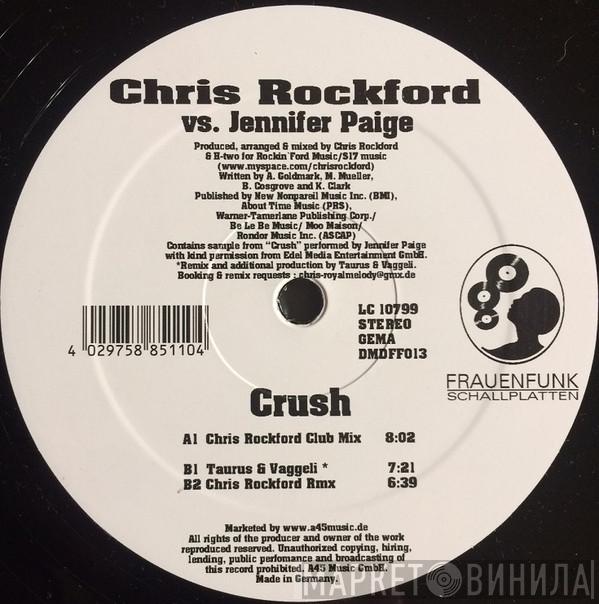 Chris Rockford
vs. Jennifer Paige
Produced, arranged & mixed by Chris Rockford
& H-two for Rockin`Ford Music/S17 music
(www.myspace.com/chrisrockford)
Written by A. Goldmark, M. Mueller,
B. Cosgrove and K. Clark
Published by New Nonpareil Music Inc. (BMI),
About Time Music (PRS),
Warner-Tamerlane Publishing Corp./
Be Le Be Music/ Moo Maison/
Rondor Music Inc. (ASCAP)
Contains sample from "Crush" performed by Jennifer Paige
with kind permission from Edel Media Entertainment GmbH.
*Remix and additional production by Taurus & Vaggeli.
Booking & remix requests : chris-royalmelody@gmx.de
4 029758 851104
LC 10799
STEREO
GEMA
DMDFF013
FRAUENFUNK
SCHALLPLATTEN
Crush
A1 Chris Rockford Club Mix 8:02
B1 Taurus & Vaggeli * 7:21
B2 Chris Rockford Rmx 6:39
Marketed by www.a45music.de
All rights of the producer and owner of the work
reproduced reserved. Unauthorized copying, hiring,
lending, public perfomance and broadcasting of
this record prohibited. A45 Music GmbH.
Made in Germany.
МАРКЕТ ВИНИЛА